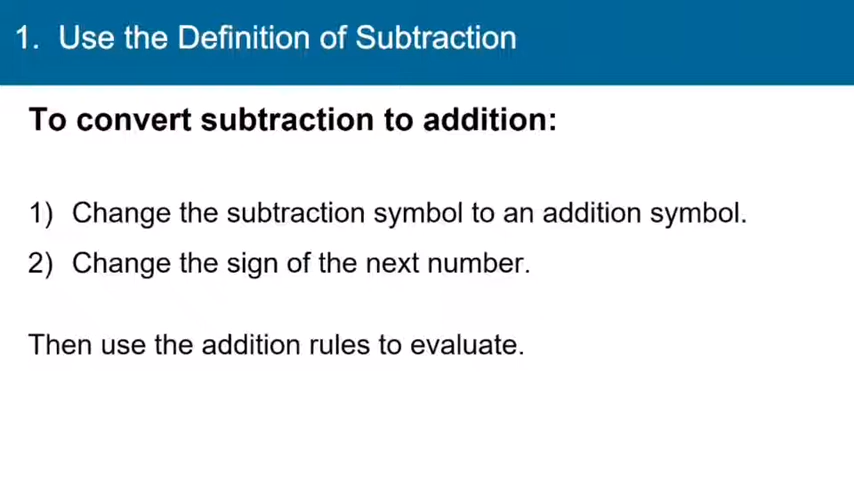 1. Use the Definition of Subtraction
To convert subtraction to addition:
1) Change the subtraction symbol to an addition symbol.
2) Change the sign of the next number.
Then use the addition rules to evaluate.